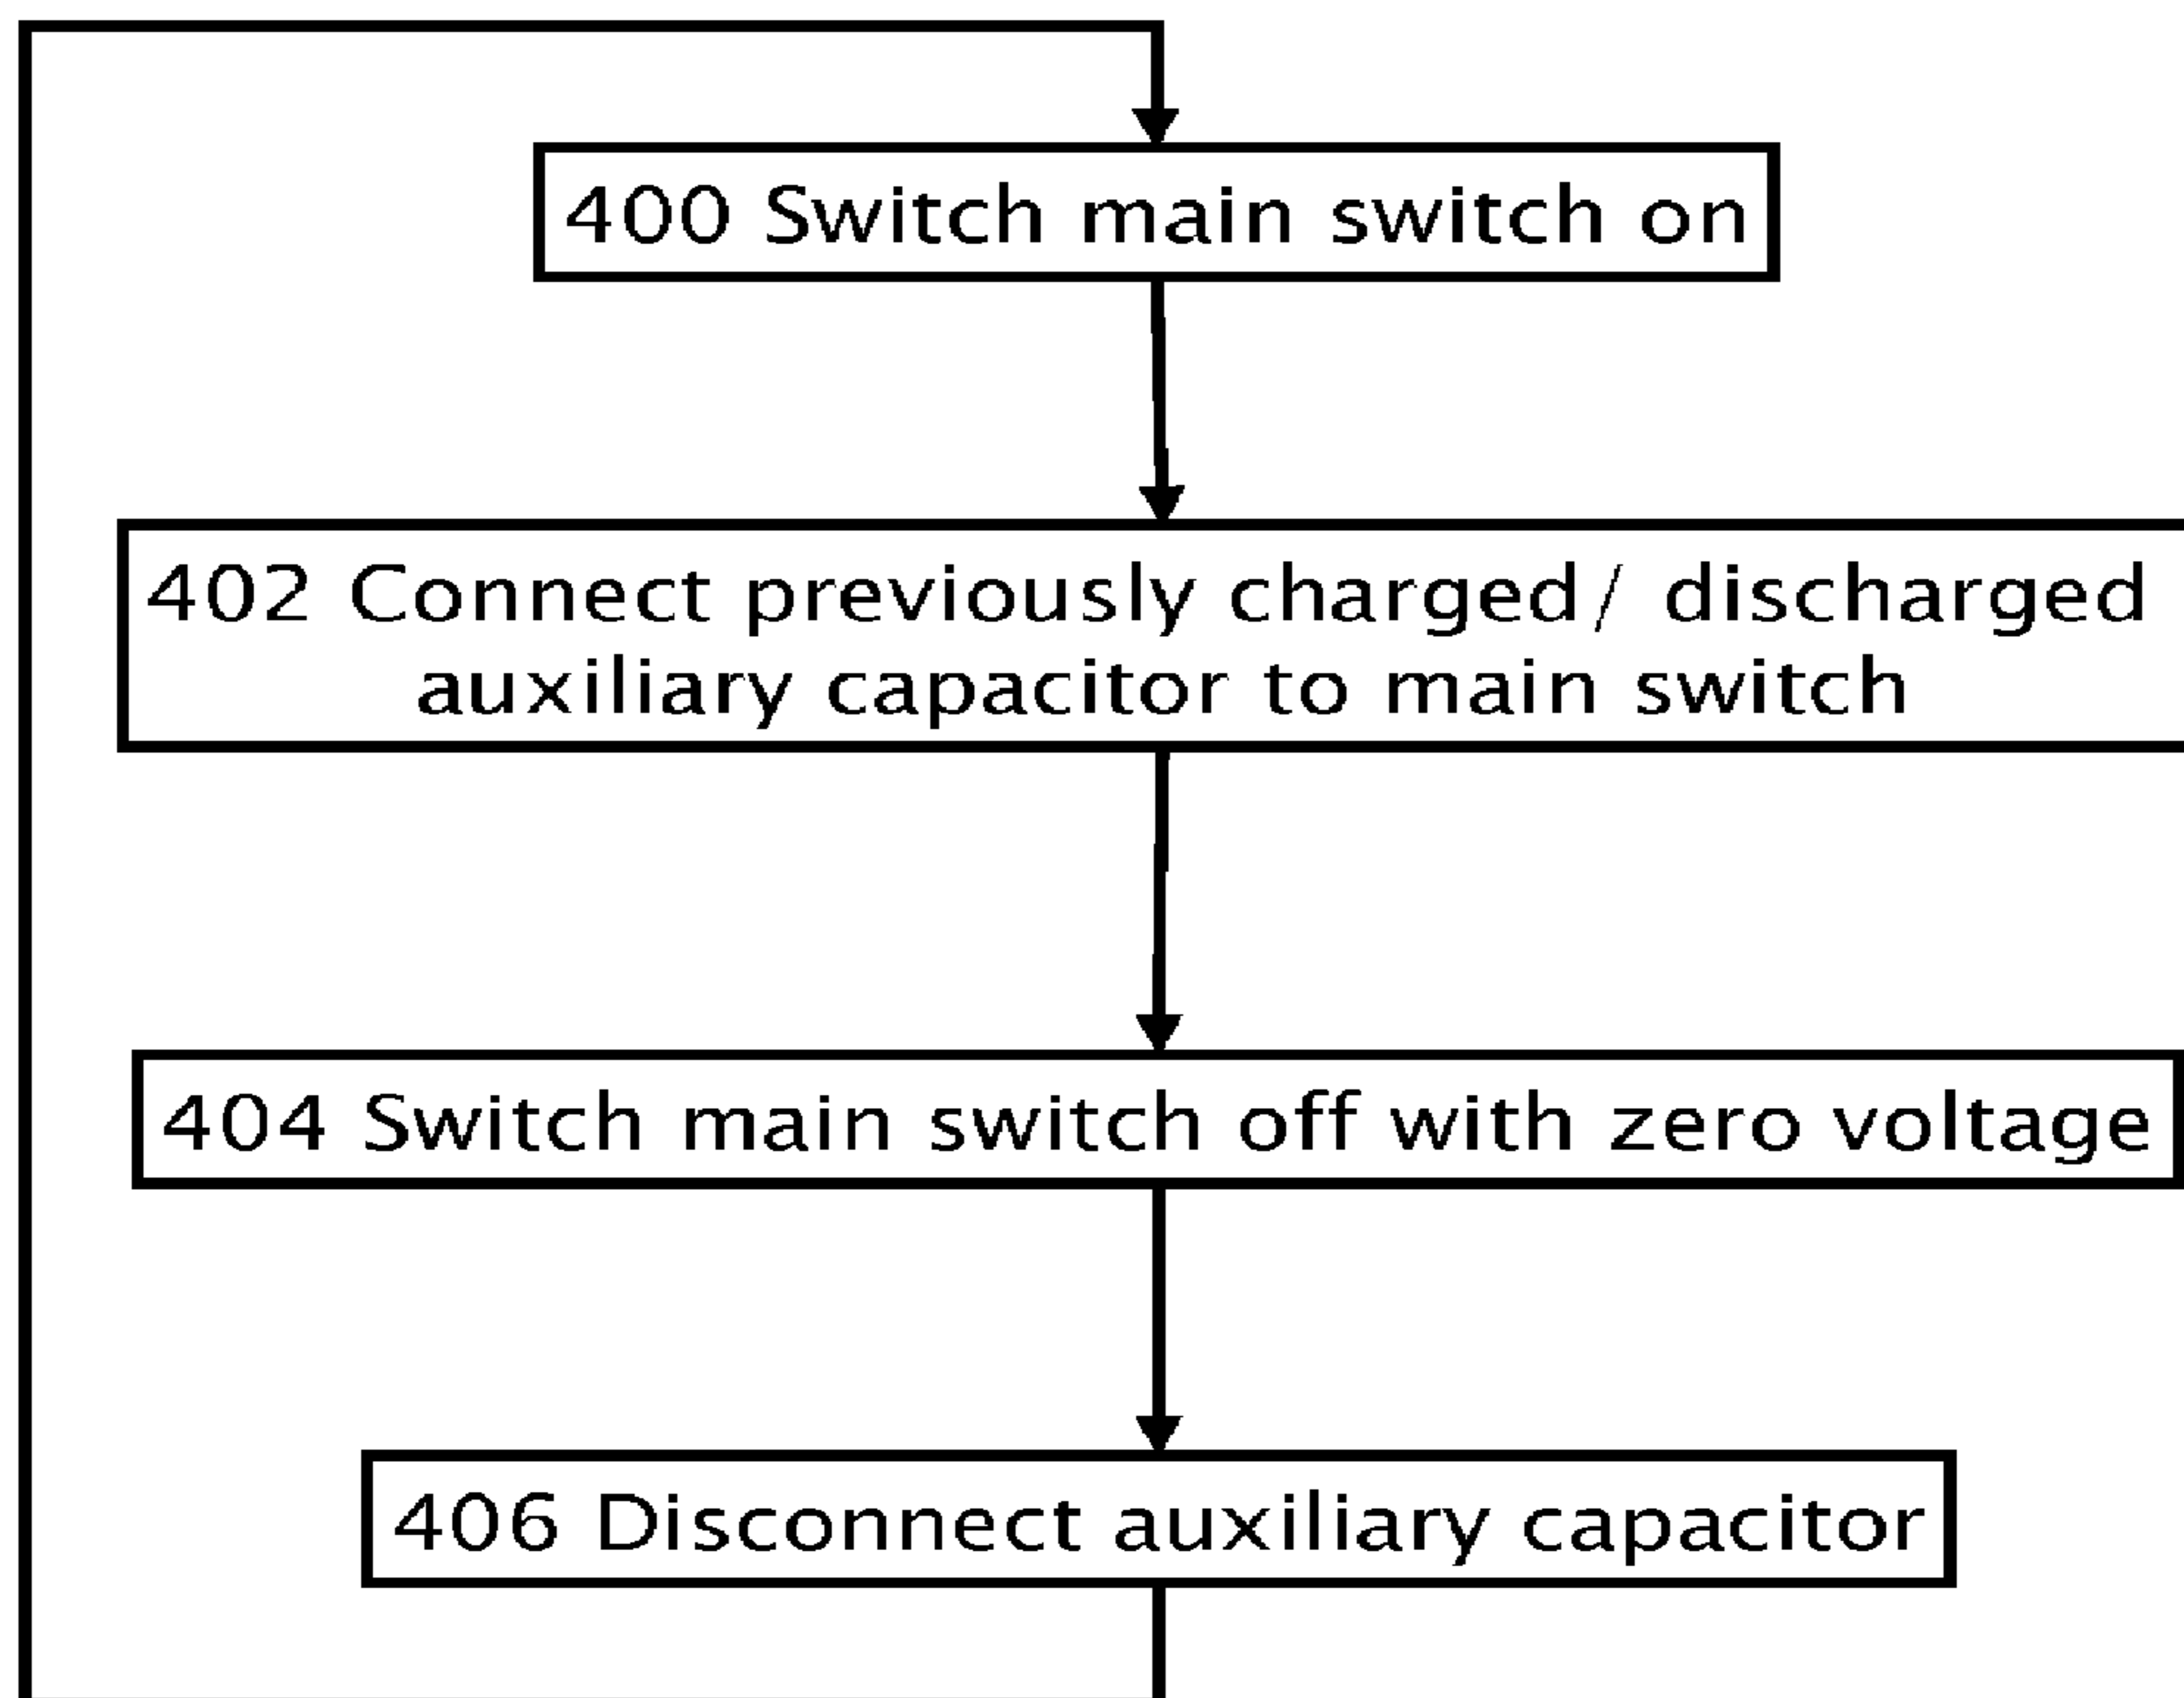 400 Switch main switch on
402 Connect previously charged/ discharged
auxiliary capacitor to main switch
404 Switch main switch off with zero voltage
406 Disconnect auxiliary capacitor